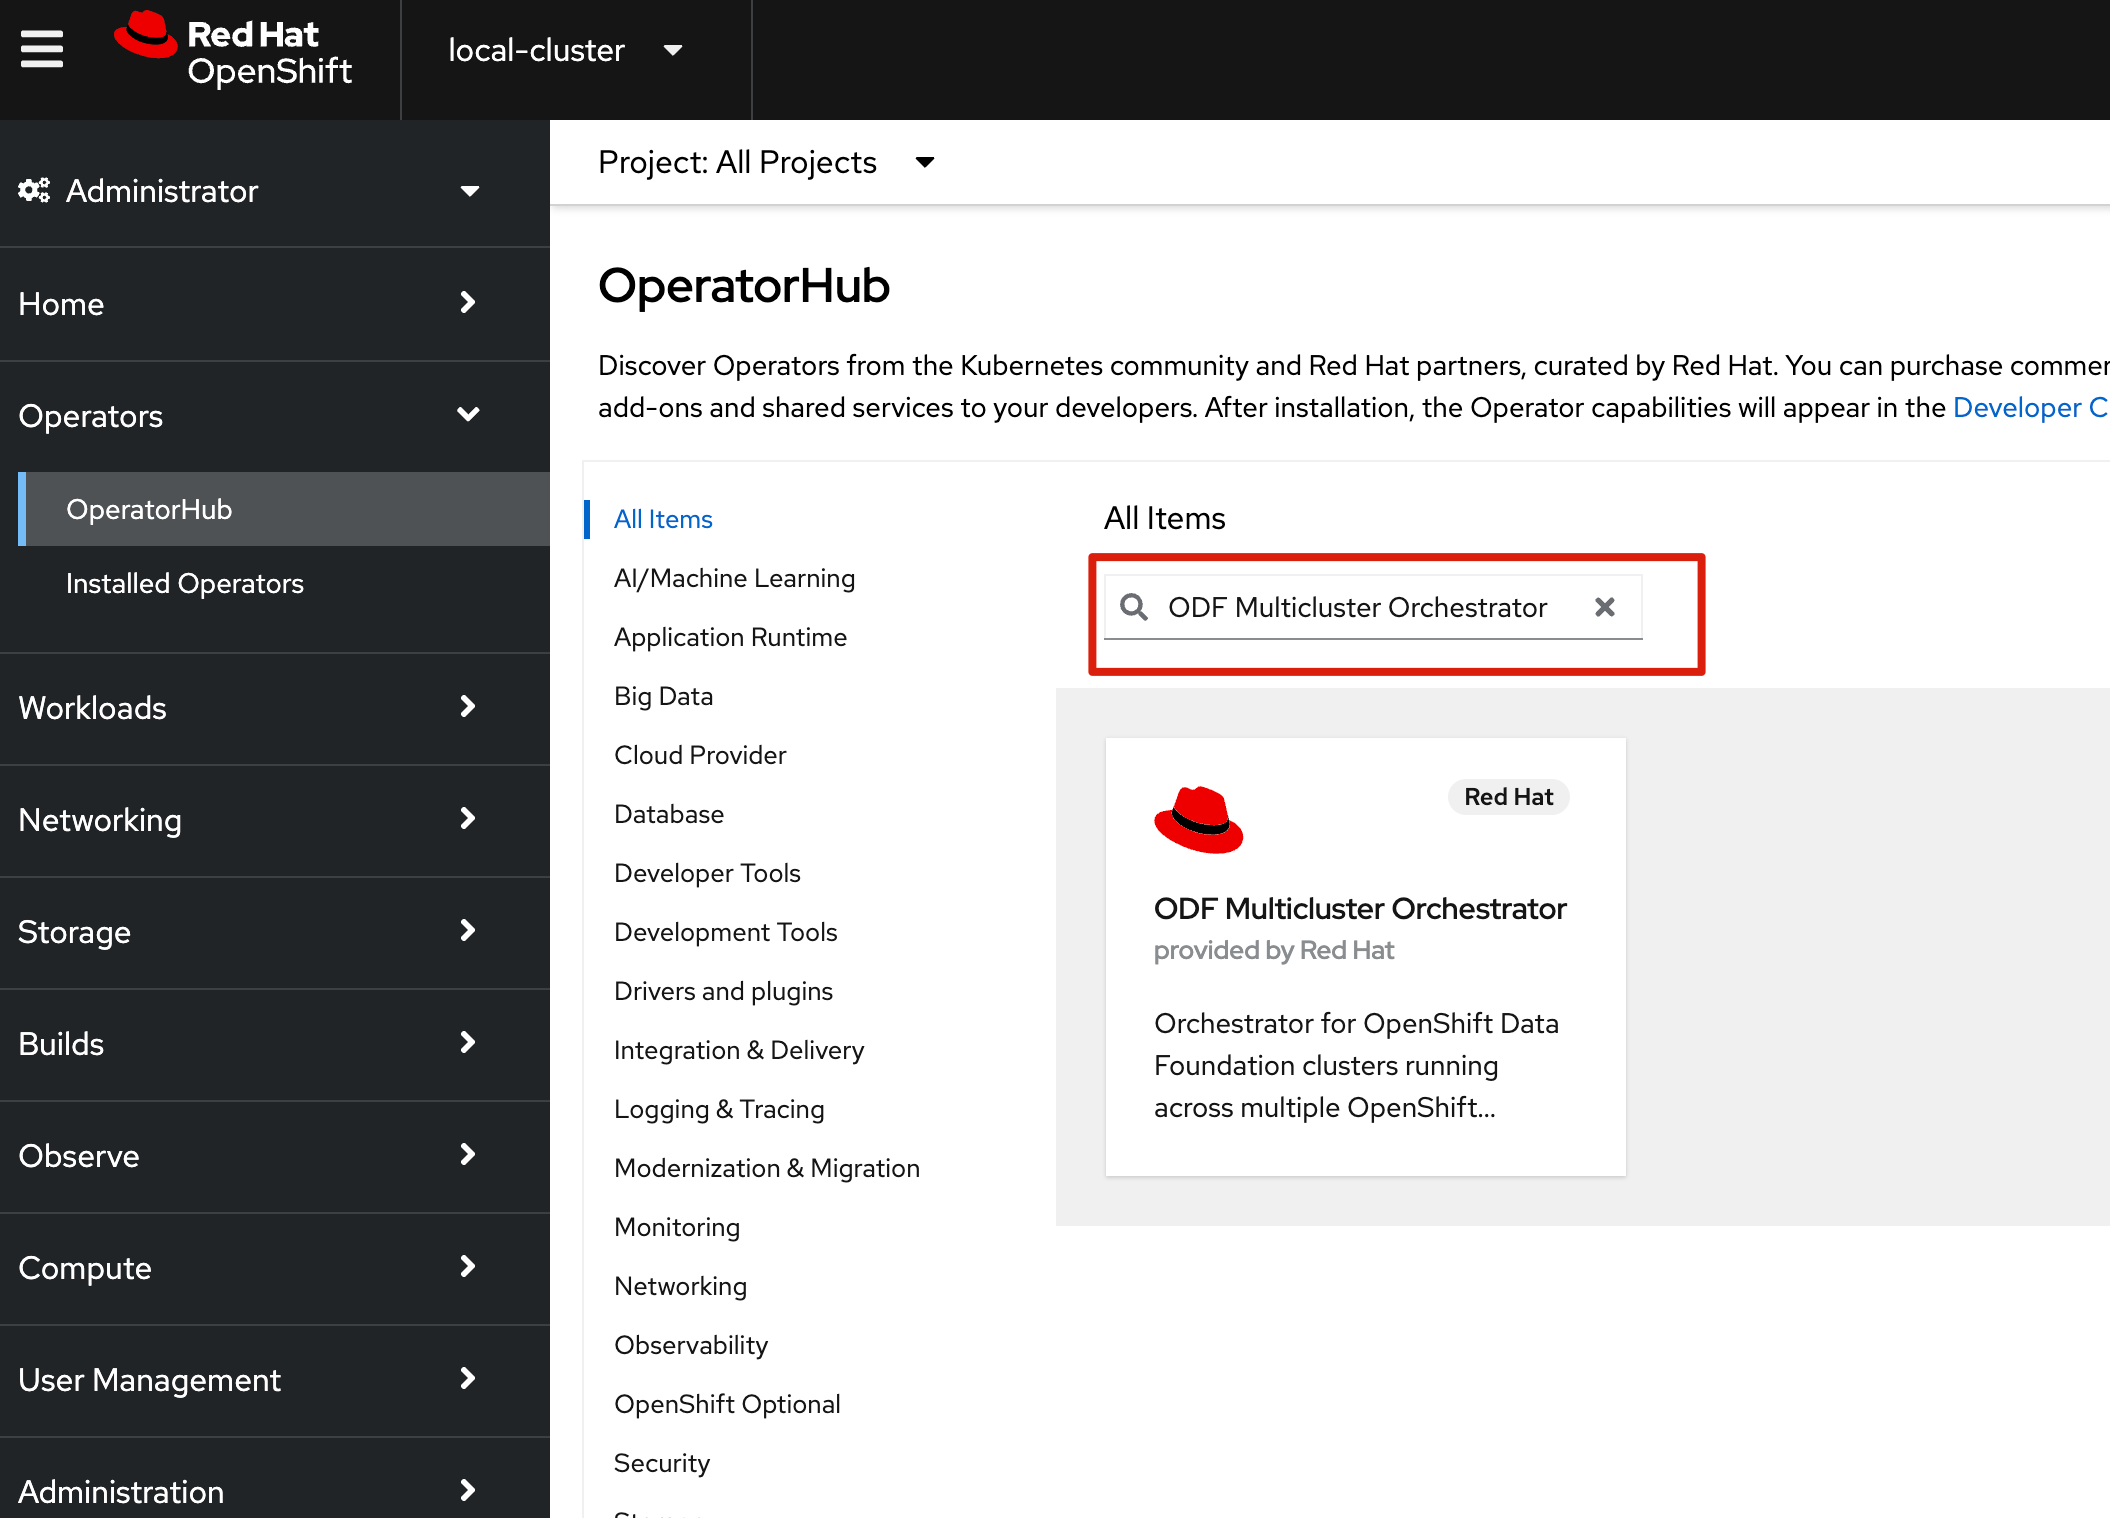 Red Hat
OpenShift
local-cluster
Administrator
Home
Operators
OperatorHub
Installed Operators
Workloads
Networking
Storage
Builds
Observe
Compute
User Management
Administration
Project: All Projects
OperatorHub
Discover Operators from the Kubernetes community and Red Hat partners, curated by Red Hat. You can purchase commer
add-ons and shared services to your developers. After installation, the Operator capabilities will appear in the Developer C
All Items
AI/Machine Learning
Application Runtime
Big Data
Cloud Provider
Database
Developer Tools
Development Tools
Drivers and plugins
Integration & Delivery
Logging & Tracing
Modernization & Migration
Monitoring
Networking
Observability
OpenShift Optional
Security
All Items
ODF Multicluster Orchestrator
Red Hat
ODF Multicluster Orchestrator
provided by Red Hat
Orchestrator for OpenShift Data
Foundation clusters running
across multiple OpenShift...